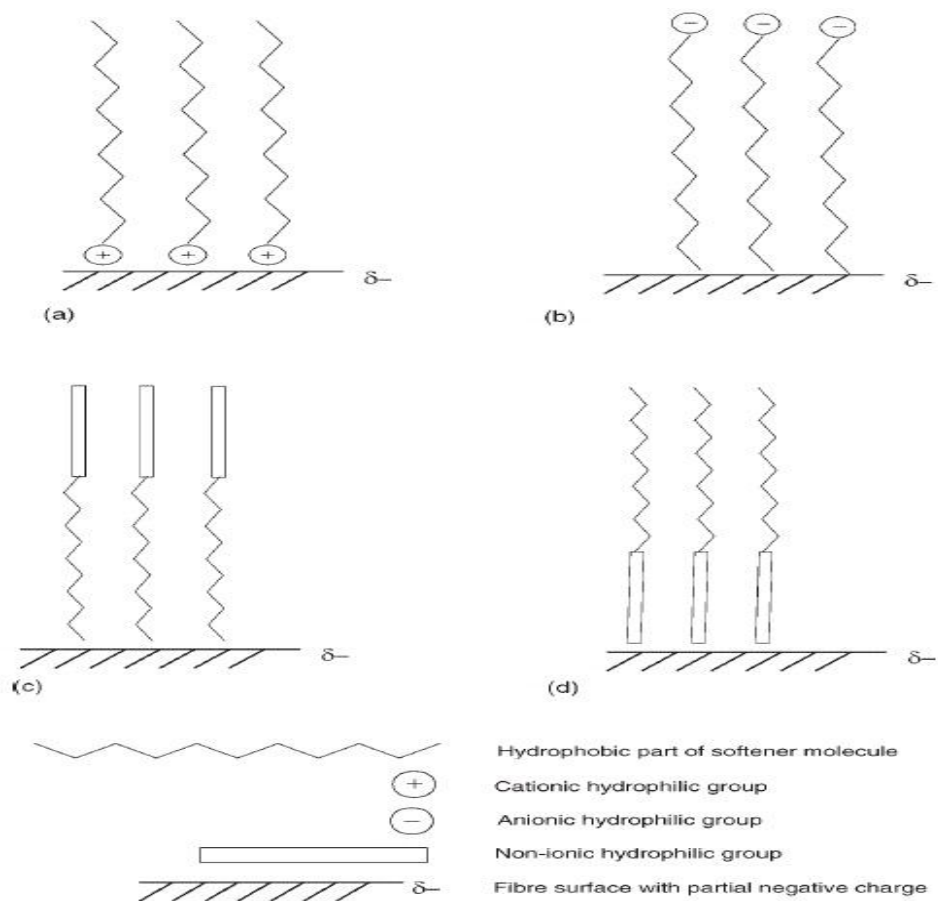 − − −
+ + +
δ− δ−
(a) (b)
δ− δ−
(c) (d)
Hydrophobic part of softener molecule
+ Cationic hydrophilic group
− Anionic hydrophilic group
Non-ionic hydrophilic group
δ− Fibre surface with partial negative charge